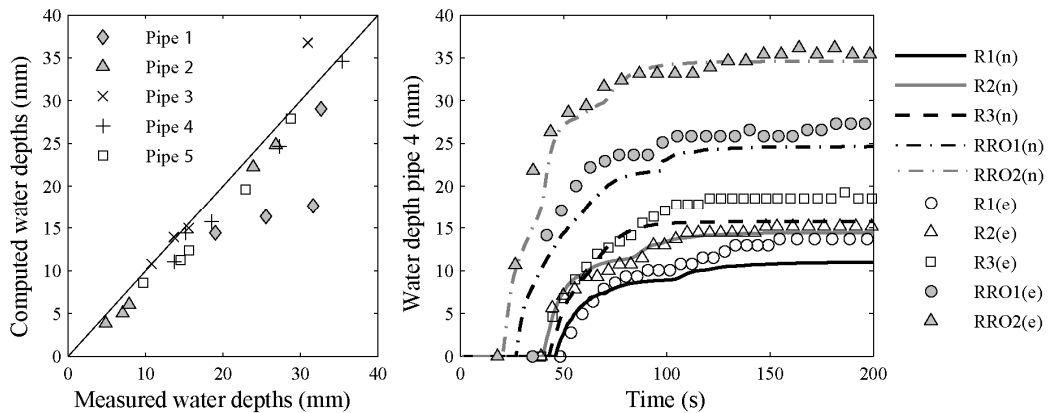 40
35
30
25
20
15
10
5
0
Computed water depths (mm)
Pipe 1
Pipe 2
Pipe 3
Pipe 4
Pipe 5
0 10 20 30 40
Measured water depths (mm)
40
35
30
25
20
15
10
5
0
Water depth pipe 4 (mm)
0 50 100 150 200
Time (s)
R1(n)
R2(n)
R3(n)
RRO1(n)
RRO2(n)
R1(e)
R2(e)
R3(e)
RRO1(e)
RRO2(e)